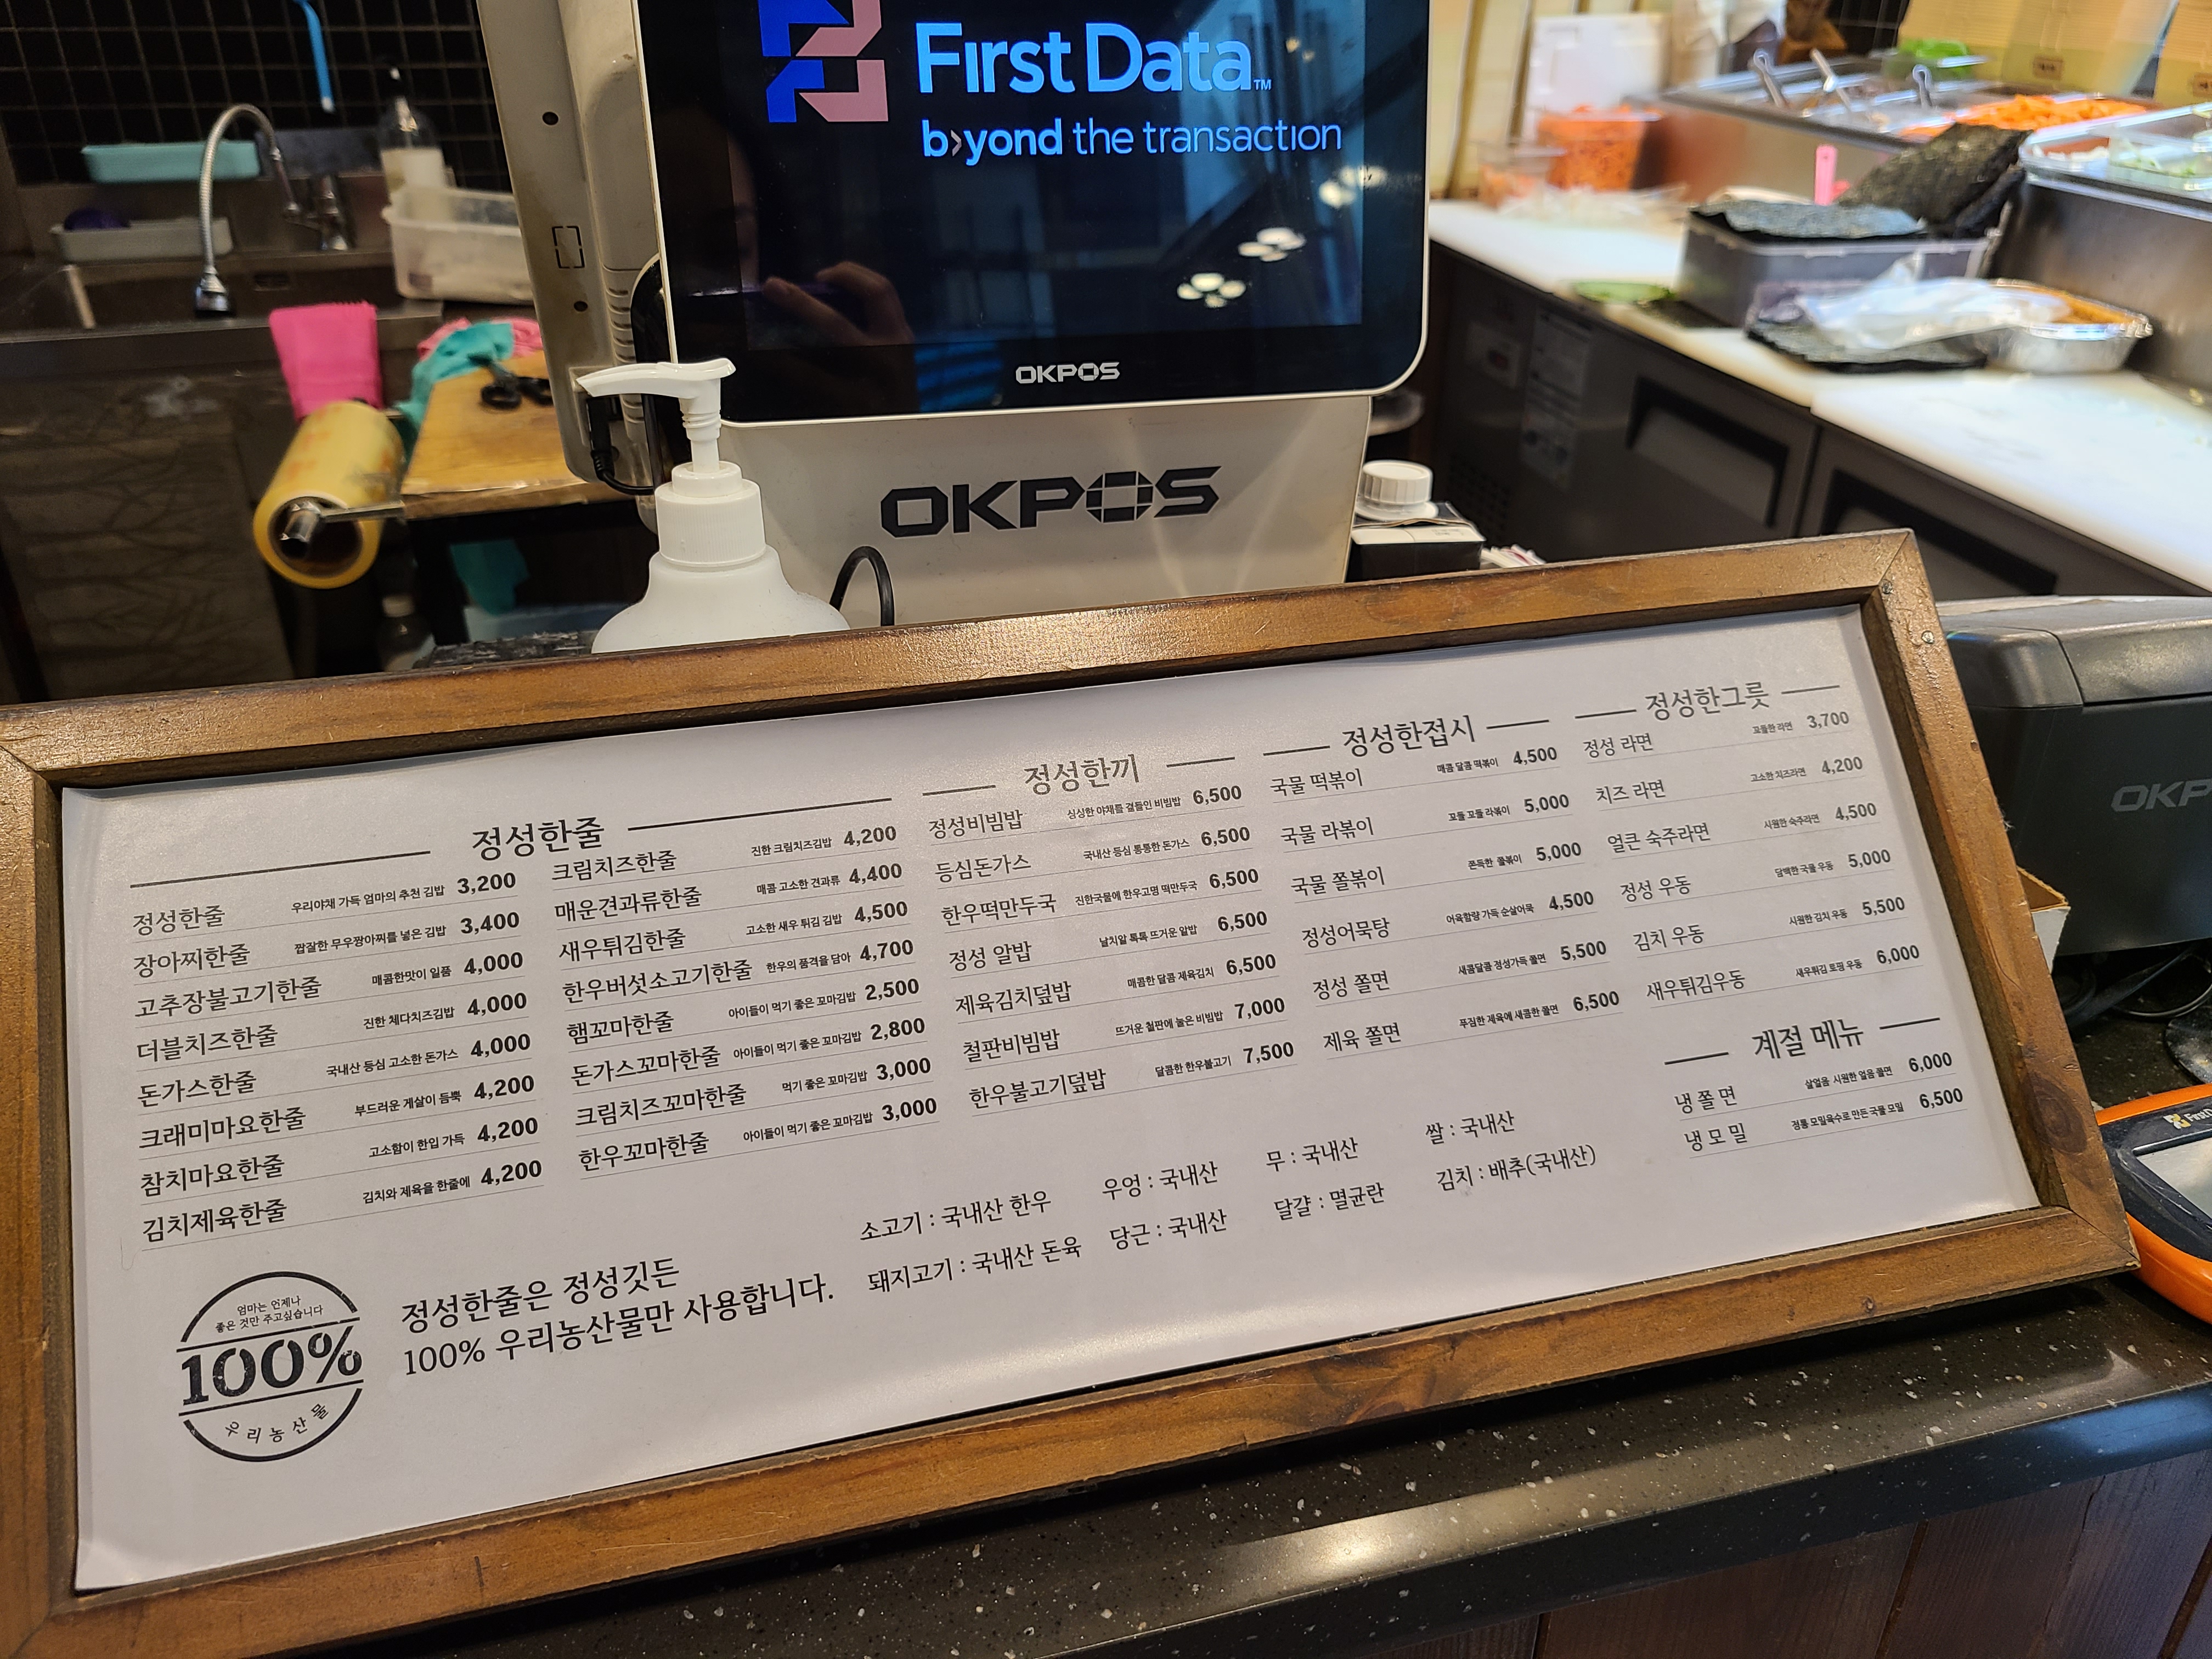 First Data™
b›yond the transaction
OKPOS
OKPOS
정성한줄
정성한줄 우리야채 가득 엄마의 추천 김밥 3,200
장아찌한줄 짭잘한 무우짱아찌를 넣은 김밥 3,400
고추장불고기한줄 매콤한맛이 일품 4,000
더블치즈한줄 진한 체다치즈김밥 4,000
돈가스한줄 국내산 등심 고소한 돈가스 4,000
크래미마요한줄 부드러운 게살이 듬뿍 4,200
참치마요한줄 고소함이 한입 가득 4,200
김치제육한줄 김치와 제육을 한줄에 4,200
크림치즈한줄 진한 크림치즈김밥 4,200
매운견과류한줄 매콤 고소한 견과류 4,400
새우튀김한줄 고소한 새우 튀김 김밥 4,500
한우버섯소고기한줄 한우의 품격을 담아 4,700
햄꼬마한줄 아이들이 먹기 좋은 꼬마김밥 2,500
돈가스꼬마한줄 아이들이 먹기 좋은 꼬마김밥 2,800
크림치즈꼬마한줄 먹기 좋은 꼬마김밥 3,000
한우꼬마한줄 아이들이 먹기 좋은 꼬마김밥 3,000
정성한끼
정성비빔밥 싱싱한 야채를 곁들인 비빔밥 6,500
등심돈가스 국내산 등심 통통한 돈가스 6,500
한우떡만두국 진한국물에 한우고명 떡만두국 6,500
정성 알밥 날치알 톡톡 뜨거운 알밥 6,500
제육김치덮밥 매콤한 달콤 제육김치 6,500
철판비빔밥 뜨거운 철판에 눌은 비빔밥 7,000
한우불고기덮밥 달콤한 한우불고기 7,500
정성한접시
국물 떡볶이 매콤 달콤 떡볶이 4,500
국물 라볶이 꼬들 꼬들 라볶이 5,000
국물 쫄볶이 쫀득한 쫄볶이 5,000
정성어묵탕 어육함량 가득 순살어묵 4,500
정성 쫄면 새콤달콤 정성가득 쫄면 5,500
제육 쫄면 푸짐한 제육에 새콤한 쫄면 6,500
정성한그릇
정성 라면 꼬들한 라면 3,700
치즈 라면 고소한 치즈라면 4,200
얼큰 숙주라면 시원한 숙주라면 4,500
정성 우동 담백한 국물 우동 5,000
김치 우동 시원한 김치 우동 5,500
새우튀김우동 새우튀김 토핑 우동 6,000
계절 메뉴
냉쫄면 살얼음 시원한 얼음 쫄면 6,000
냉모밀 정통 모밀육수로 만든 국물 모밀 6,500
소고기 : 국내산 한우 우엉 : 국내산 무 : 국내산 쌀 : 국내산
돼지고기 : 국내산 돈육 당근 : 국내산 달걀 : 멸균란 김치 : 배추(국내산)
엄마는 언제나
좋은 것만 주고싶습니다
100%
우리농산물
정성한줄은 정성깃든
100% 우리농산물만 사용합니다.
OKP